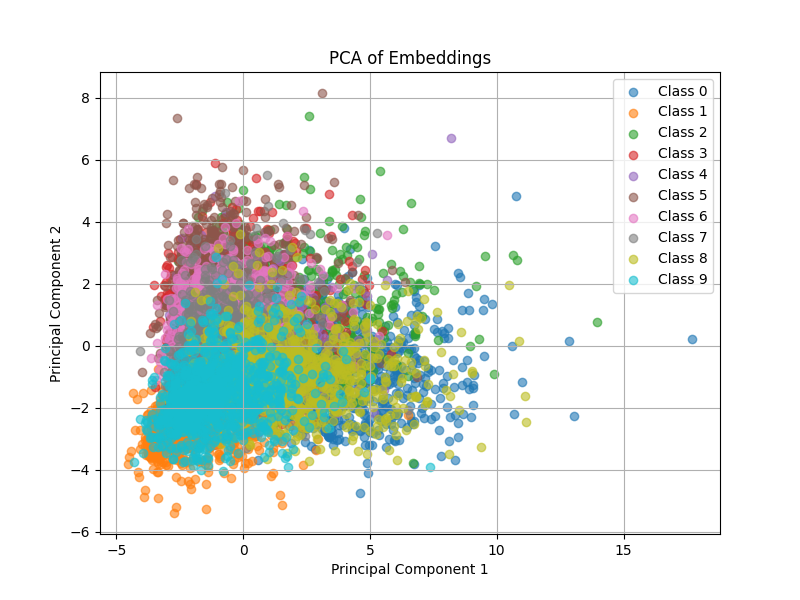 PCA of Embeddings
Class 0
Class 1
Class 2
Class 3
Class 4
Class 5
Class 6
Class 7
Class 8
Class 9
8
6
4
2
0
−2
−4
−6
Principal Component 2
−5
0
5
10
15
Principal Component 1